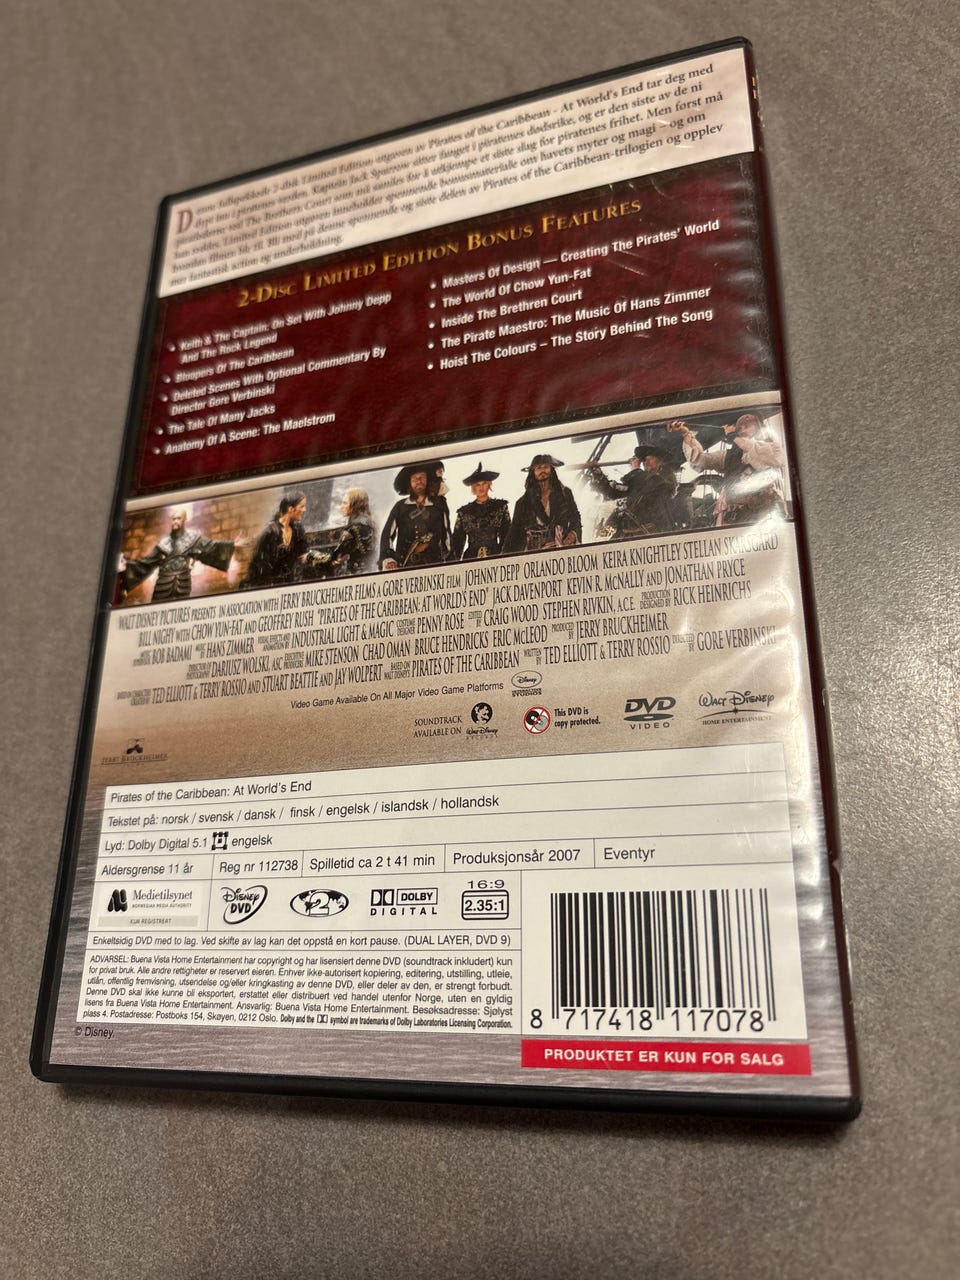 Denne fullpakkede 2-disk Limited Edition utgaven av Pirates of the Caribbean - At World's End tar deg med
dypt inn i piratenes verden. Kaptein Jack Sparrow sitter fanget i piratenes dødsrike, og er den siste av de ni
piratlordene ved The Brethren Court som må samles for å utkjempe et siste slag for piratenes frihet. Men først må
han reddes. Limited Edition utgaven inneholder spennende bonusmateriale om havets myter og magi – og om
hvordan filmen ble til. Bli med på denne spennende og siste delen av Pirates of the Caribbean-trilogien og opplev
mer fantastisk action og underholdning.
2-DISC LIMITED EDITION BONUS FEATURES
• Keith & The Captain: On Set With Johnny Depp
And The Rock Legend
• Bloopers Of The Caribbean
• Deleted Scenes With Optional Commentary By
Director Gore Verbinski
• The Tale Of Many Jacks
• Anatomy Of A Scene: The Maelstrom
• Masters Of Design — Creating The Pirates' World
• The World Of Chow Yun-Fat
• Inside The Brethren Court
• The Pirate Maestro: The Music Of Hans Zimmer
• Hoist The Colours – The Story Behind The Song
WALT DISNEY PICTURES PRESENTS IN ASSOCIATION WITH JERRY BRUCKHEIMER FILMS A GORE VERBINSKI FILM JOHNNY DEPP ORLANDO BLOOM KEIRA KNIGHTLEY STELLAN SKARSGÅRD
BILL NIGHY WITH CHOW YUN-FAT AND GEOFFREY RUSH "PIRATES OF THE CARIBBEAN: AT WORLD'S END" JACK DAVENPORT KEVIN R. McNALLY AND JONATHAN PRYCE
MUSIC SUPERVISOR BOB BADAMI MUSIC BY HANS ZIMMER VISUAL EFFECTS AND ANIMATION BY INDUSTRIAL LIGHT & MAGIC COSTUME DESIGNER PENNY ROSE EDITED BY CRAIG WOOD STEPHEN RIVKIN, A.C.E. PRODUCTION DESIGNED BY RICK HEINRICHS
DIRECTOR OF PHOTOGRAPHY DARIUSZ WOLSKI, ASC EXECUTIVE PRODUCERS MIKE STENSON CHAD OMAN BRUCE HENDRICKS ERIC McLEOD PRODUCED BY JERRY BRUCKHEIMER
BASED ON CHARACTERS CREATED BY TED ELLIOTT & TERRY ROSSIO AND STUART BEATTIE AND JAY WOLPERT BASED ON WALT DISNEY'S PIRATES OF THE CARIBBEAN WRITTEN BY TED ELLIOTT & TERRY ROSSIO DIRECTED BY GORE VERBINSKI
Video Game Available On All Major Video Game Platforms
SOUNDTRACK
AVAILABLE ON
Walt Disney
RECORDS
This DVD is
copy protected.
DVD
VIDEO
WALT DISNEY
HOME ENTERTAINMENT
JERRY BRUCKHEIMER
Pirates of the Caribbean: At World's End
Tekstet på: norsk / svensk / dansk / finsk / engelsk / islandsk / hollandsk
Lyd: Dolby Digital 5.1 engelsk
Aldersgrense 11 år
Reg nr 112738
Spilletid ca 2 t 41 min
Produksjonsår 2007
Eventyr
Medietilsynet
NORWEGIAN MEDIA AUTHORITY
KUN REGISTRERT
DISNEY
DVD
2
DOLBY
DIGITAL
16:9
2.35:1
Enkeltsidig DVD med to lag. Ved skifte av lag kan det oppstå en kort pause. (DUAL LAYER, DVD 9)
ADVARSEL: Buena Vista Home Entertainment har copyright og har lisensiert denne DVD (soundtrack inkludert) kun
for privat bruk. Alle andre rettigheter er reservert eieren. Enhver ikke-autorisert kopiering, editering, utstilling, utleie,
utlån, offentlig fremvisning, utsendelse og/eller kringkasting av denne DVD, eller deler av den, er strengt forbudt.
Denne DVD skal ikke kunne bli eksportert, erstattet eller distribuert ved handel utenfor Norge, uten en gyldig
lisens fra Buena Vista Home Entertainment. Ansvarlig: Buena Vista Home Entertainment. Besøksadresse: Sjølyst
plass 4. Postadresse: Postboks 154, Skøyen, 0212 Oslo. Dolby and the DD symbol are trademarks of Dolby Laboratories Licensing Corporation.
© Disney.
8 717418 117078
PRODUKTET ER KUN FOR SALG